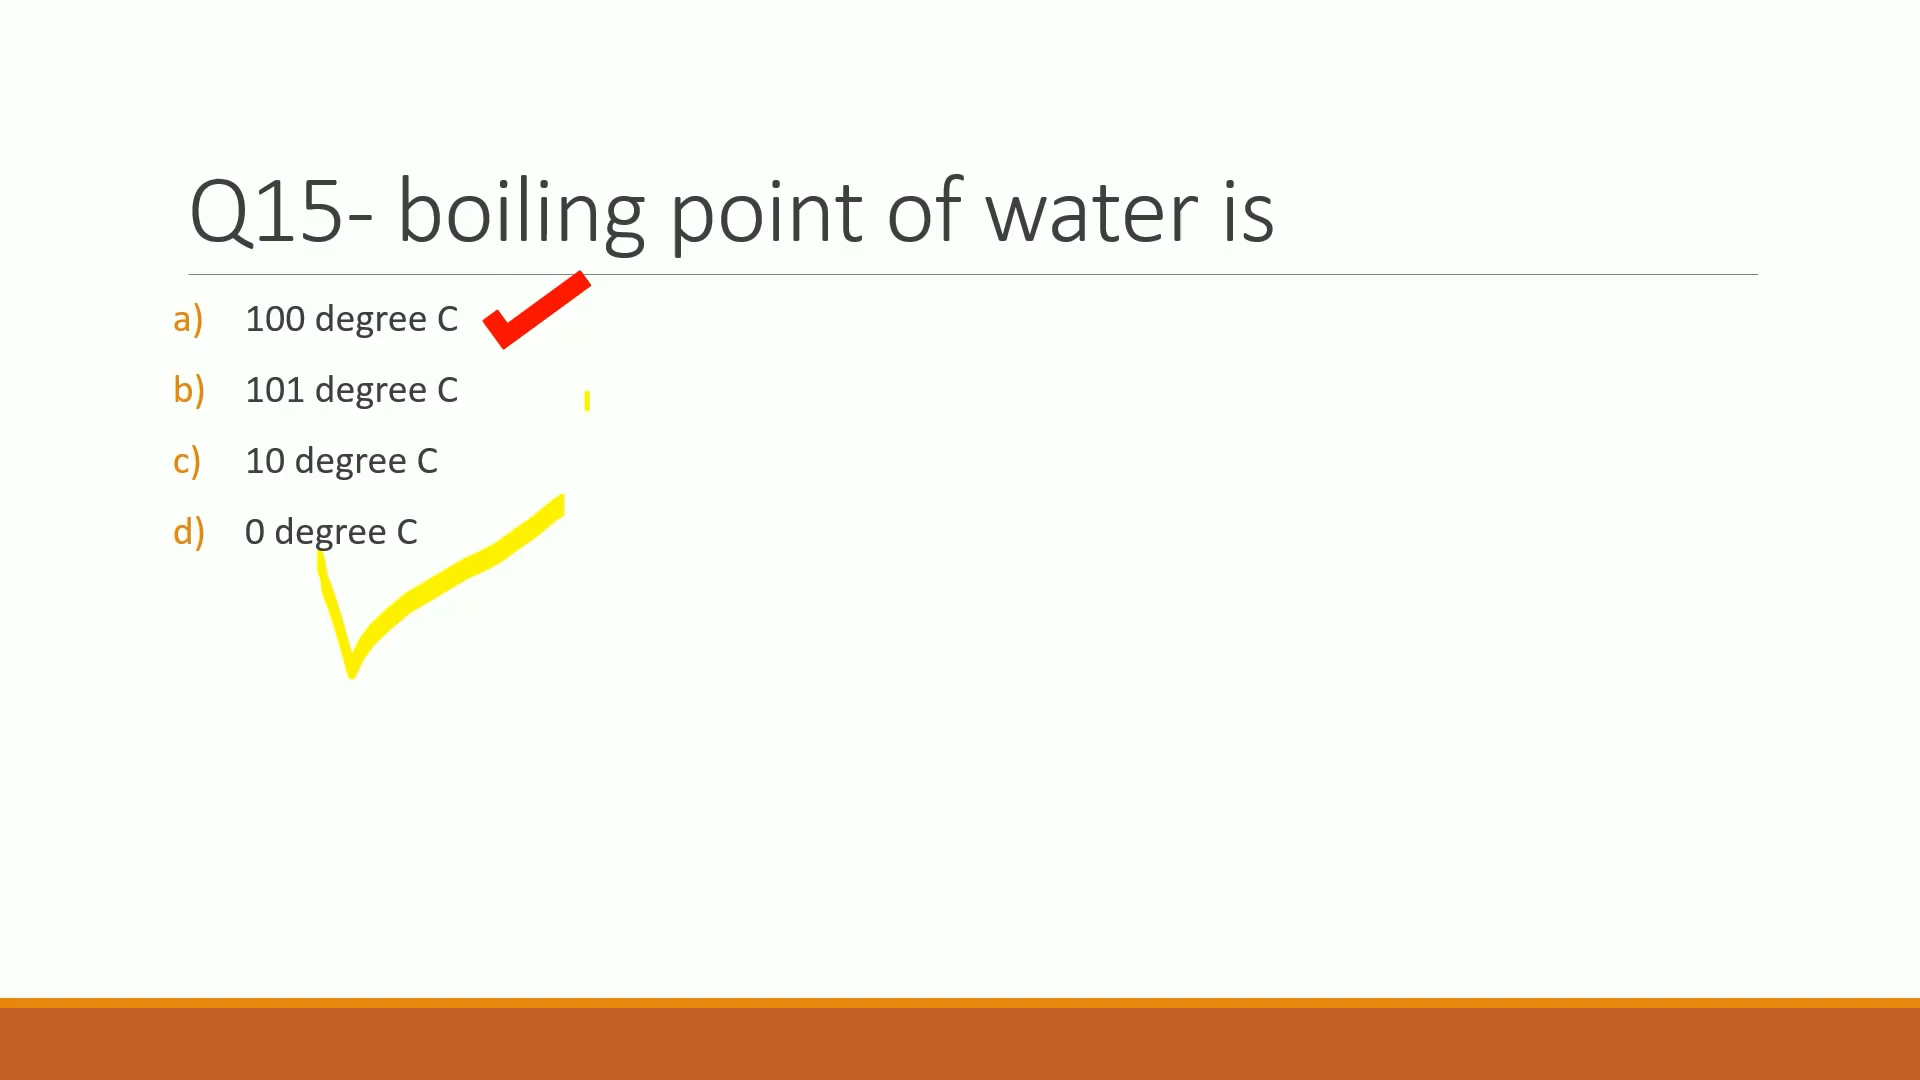 Q15- boiling point of water is
a) 100 degree C
b) 101 degree C
c) 10 degree C
d) 0 degree C